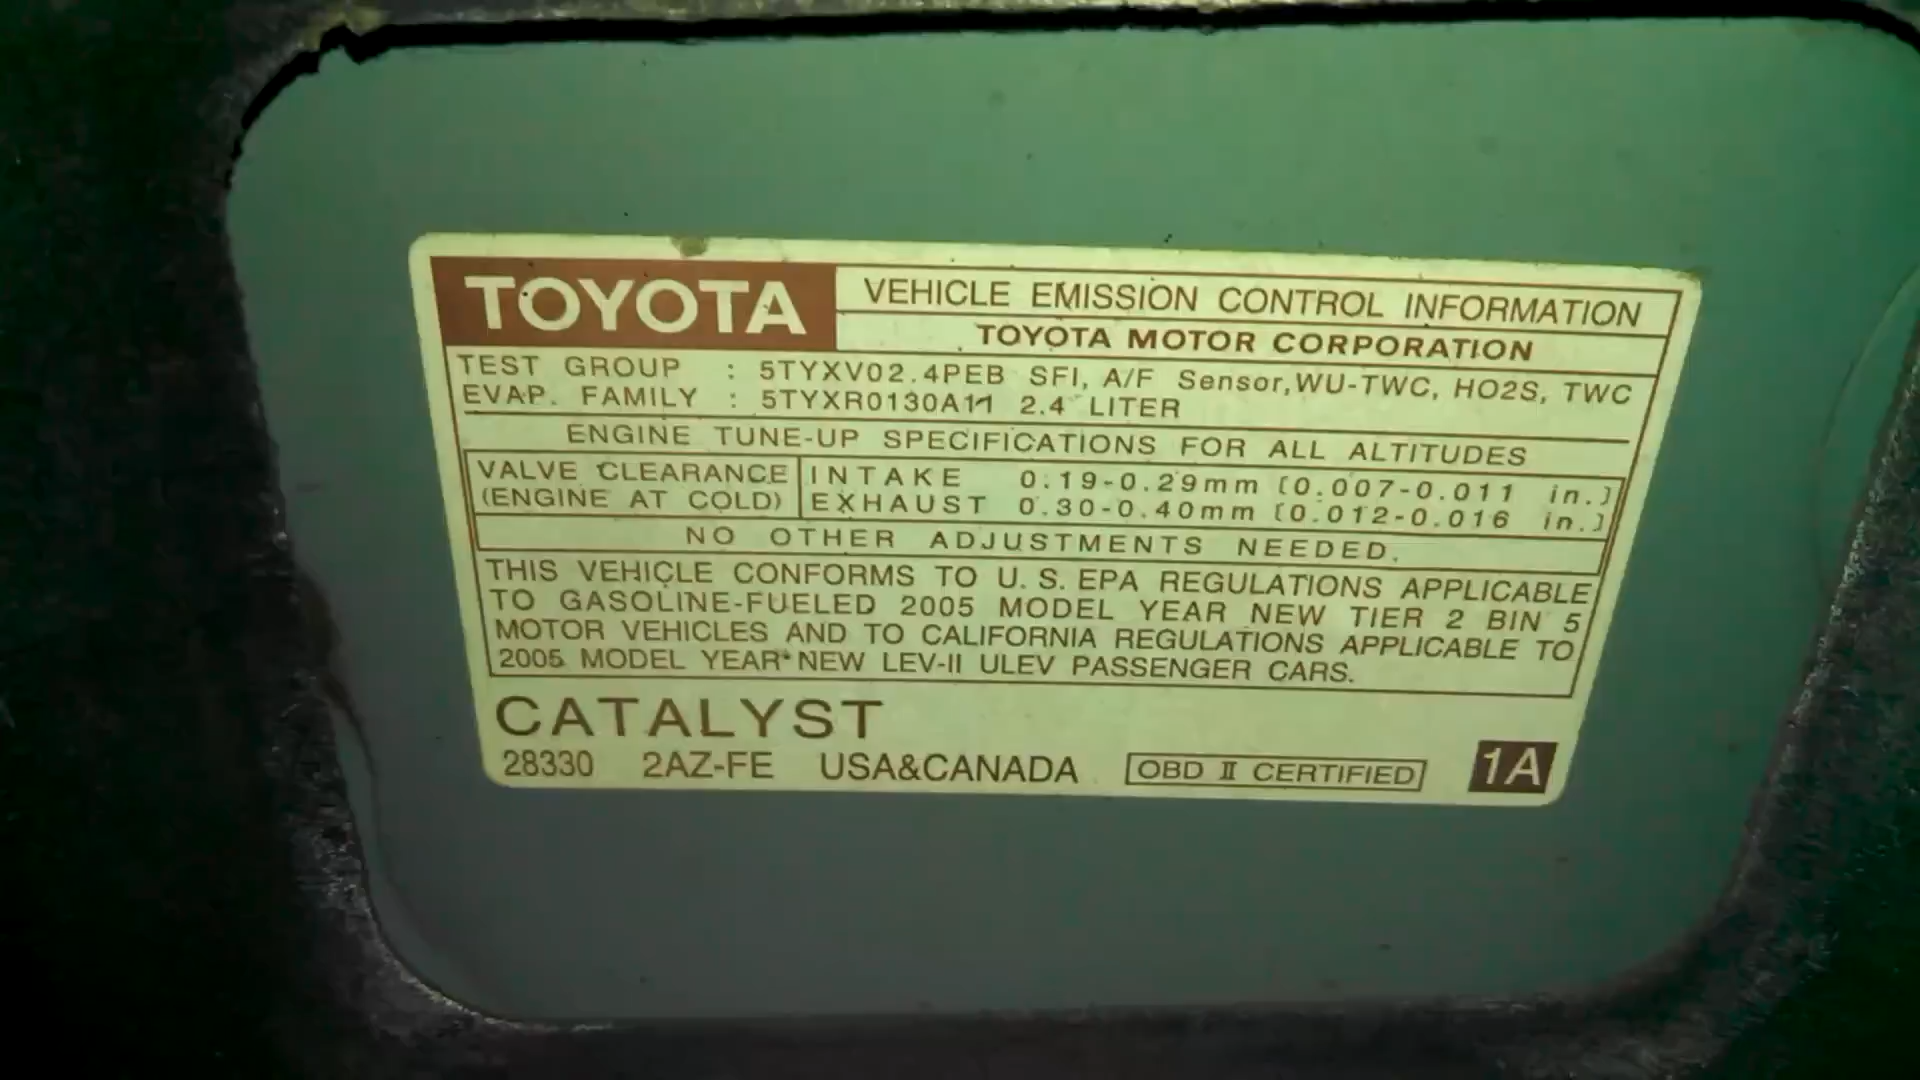 TOYOTA VEHICLE EMISSION CONTROL INFORMATION
TOYOTA MOTOR CORPORATION
TEST GROUP : 5TYXV02.4PEB SFI, A/F Sensor, WU-TWC, HO2S, TWC
EVAP. FAMILY : 5TYXR0130A11 2.4 LITER
ENGINE TUNE-UP SPECIFICATIONS FOR ALL ALTITUDES
VALVE CLEARANCE INTAKE 0.19-0.29mm (0.007-0.011 in.)
(ENGINE AT COLD) EXHAUST 0.30-0.40mm (0.012-0.016 in.)
NO OTHER ADJUSTMENTS NEEDED.
THIS VEHICLE CONFORMS TO U.S. EPA REGULATIONS APPLICABLE
TO GASOLINE-FUELED 2005 MODEL YEAR NEW TIER 2 BIN 5
MOTOR VEHICLES AND TO CALIFORNIA REGULATIONS APPLICABLE TO
2005 MODEL YEAR NEW LEV-II ULEV PASSENGER CARS.
CATALYST
28330 2AZ-FE USA&CANADA OBD II CERTIFIED 1A